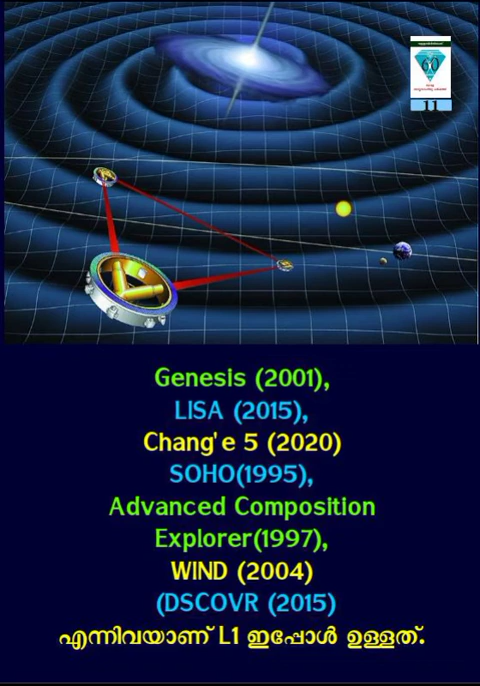 60
11
Genesis (2001),
LISA (2015),
Chang'e 5 (2020)
SOHO(1995),
Advanced Composition
Explorer(1997),
WIND (2004)
(DSCOVR (2015)
എന്നിവയാണ് L1 ഇപ്പോൾ ഉള്ളത്.